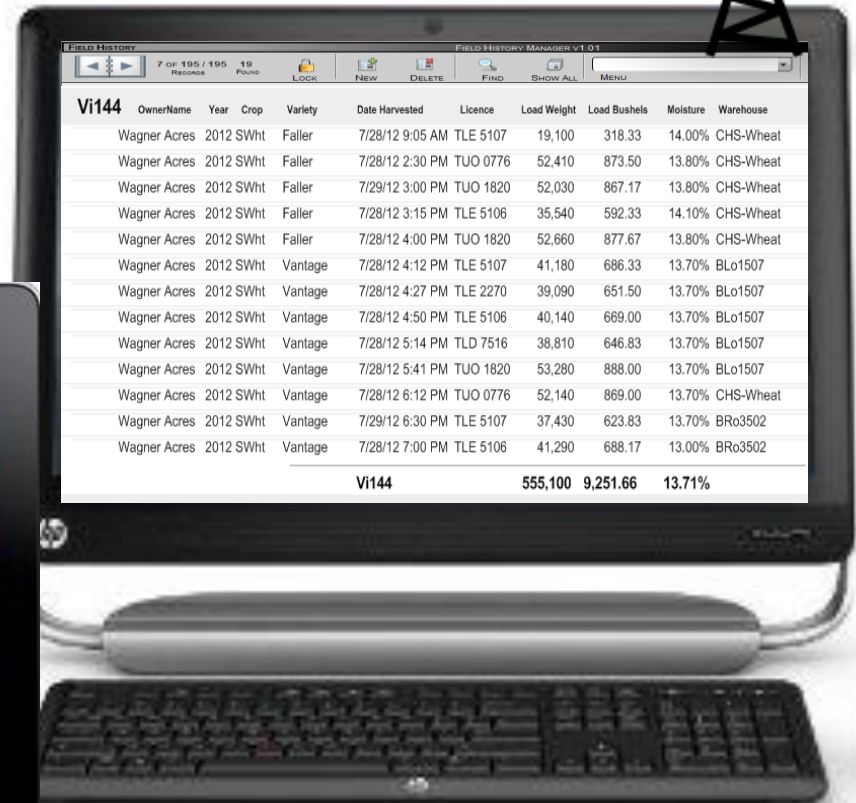 FIELD HISTORY FIELD HISTORY MANAGER V1.01
7 OF 195 / 195 19
RECORDS FOUND LOCK NEW DELETE FIND SHOW ALL MENU
Vi144 OwnerName Year Crop Variety Date Harvested Licence Load Weight Load Bushels Moisture Warehouse
Wagner Acres 2012 SWht Faller 7/28/12 9:05 AM TLE 5107 19,100 318.33 14.00% CHS-Wheat
Wagner Acres 2012 SWht Faller 7/28/12 2:30 PM TUO 0776 52,410 873.50 13.80% CHS-Wheat
Wagner Acres 2012 SWht Faller 7/29/12 3:00 PM TUO 1820 52,030 867.17 13.80% CHS-Wheat
Wagner Acres 2012 SWht Faller 7/28/12 3:15 PM TLE 5106 35,540 592.33 14.10% CHS-Wheat
Wagner Acres 2012 SWht Faller 7/28/12 4:00 PM TUO 1820 52,660 877.67 13.80% CHS-Wheat
Wagner Acres 2012 SWht Vantage 7/28/12 4:12 PM TLE 5107 41,180 686.33 13.70% BLo1507
Wagner Acres 2012 SWht Vantage 7/28/12 4:27 PM TLE 2270 39,090 651.50 13.70% BLo1507
Wagner Acres 2012 SWht Vantage 7/28/12 4:50 PM TLE 5106 40,140 669.00 13.70% BLo1507
Wagner Acres 2012 SWht Vantage 7/28/12 5:14 PM TLD 7516 38,810 646.83 13.70% BLo1507
Wagner Acres 2012 SWht Vantage 7/28/12 5:41 PM TUO 1820 53,280 888.00 13.70% BLo1507
Wagner Acres 2012 SWht Vantage 7/28/12 6:12 PM TUO 0776 52,140 869.00 13.70% CHS-Wheat
Wagner Acres 2012 SWht Vantage 7/29/12 6:30 PM TLE 5107 37,430 623.83 13.70% BRo3502
Wagner Acres 2012 SWht Vantage 7/28/12 7:00 PM TLE 5106 41,290 688.17 13.00% BRo3502
Vi144 555,100 9,251.66 13.71%
hp